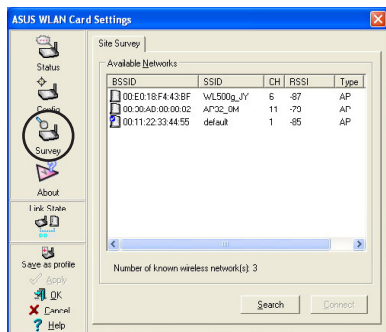 ASUS WLAN Card Settings
Status
Config
Survey
About
Link State
Save as profile
Apply
OK
Cancel
Help
Site Survey
Available Networks
BSSID SSID CH RSSI Type
00:E0:18:F4:43:BF WL500g_JY 6 -87 AP
00:30:AB:00:00:02 11 -79 AP
00:11:22:33:44:55 default 1 -85 AP
Number of known wireless network(s): 3
Search Connect